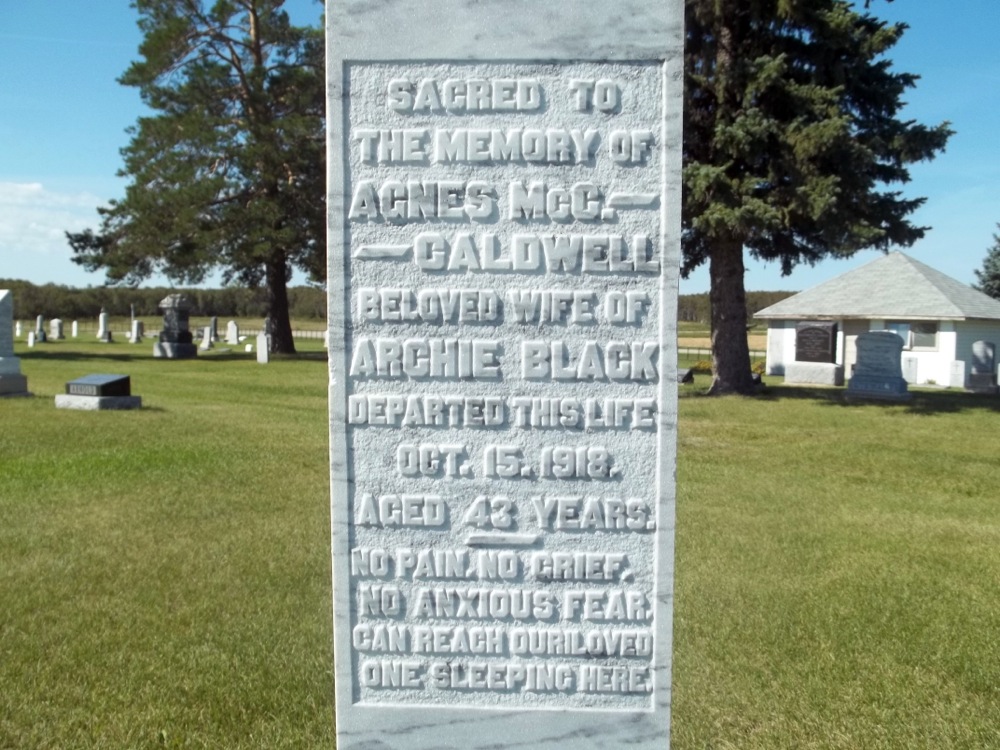 SACRED TO
THE MEMORY OF
AGNES McC.—
—CALDWELL
BELOVED WIFE OF
ARCHIE BLACK
DEPARTED THIS LIFE
OCT. 15. 1918.
AGED 43 YEARS.
NO PAIN. NO GRIEF,
NO ANXIOUS FEAR,
CAN REACH OUR LOVED
ONE SLEEPING HERE.
ARNOLD